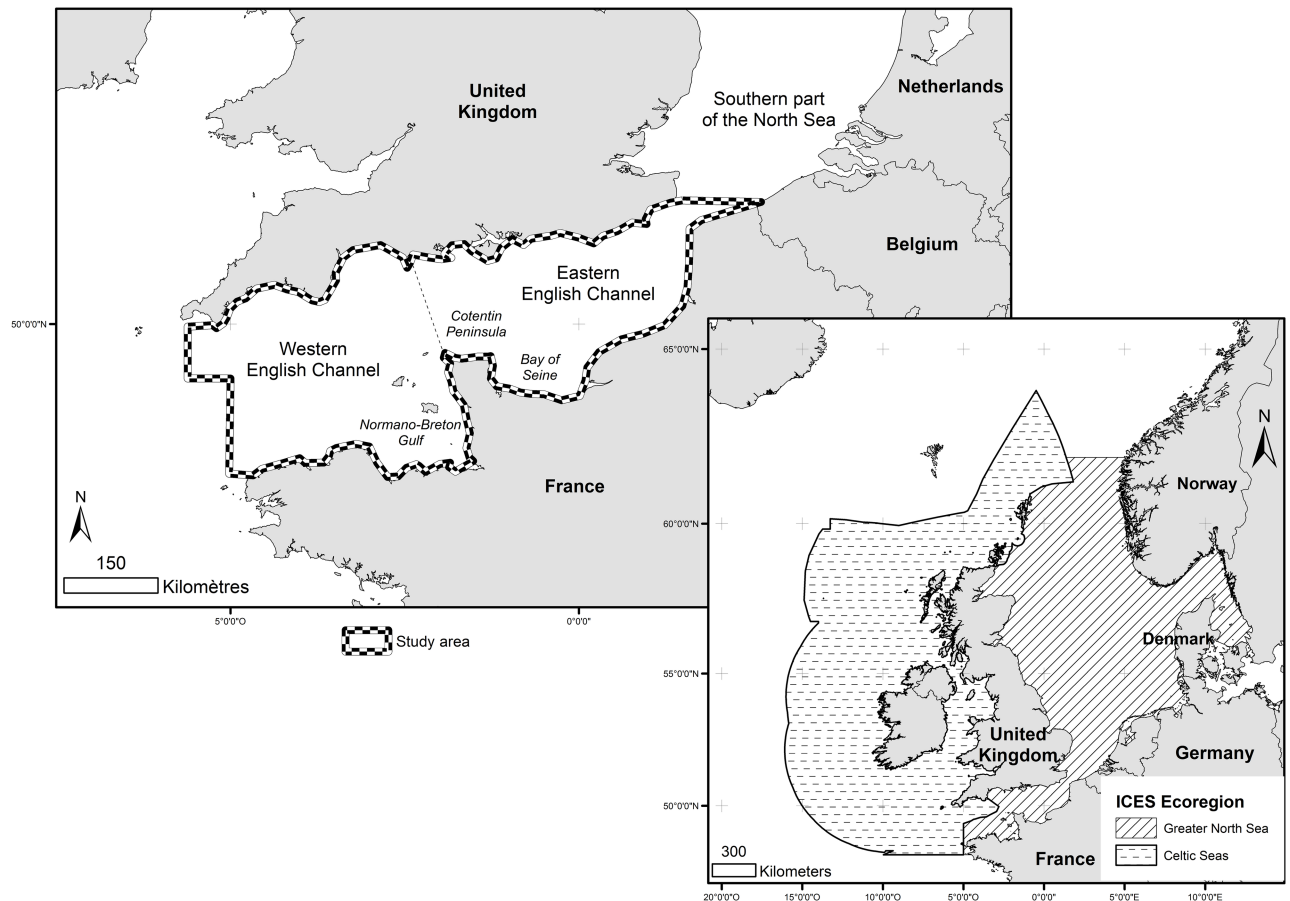 United
Kingdom
Southern part
of the North Sea
Netherlands
Belgium
Eastern
English Channel
Cotentin
Peninsula
Bay of
Seine
Western
English Channel
Normano-Breton
Gulf
France
50°0'0"N
N
150
Kilomètres
5°0'0"O
0°0'0"
Study area
65°0'0"N
60°0'0"N
55°0'0"N
50°0'0"N
N
Norway
Denmark
United
Kingdom
Germany
France
ICES Ecoregion
Greater North Sea
Celtic Seas
300
Kilometers
20°0'0"O
15°0'0"O
10°0'0"O
5°0'0"O
0°0'0"
5°0'0"E
10°0'0"E